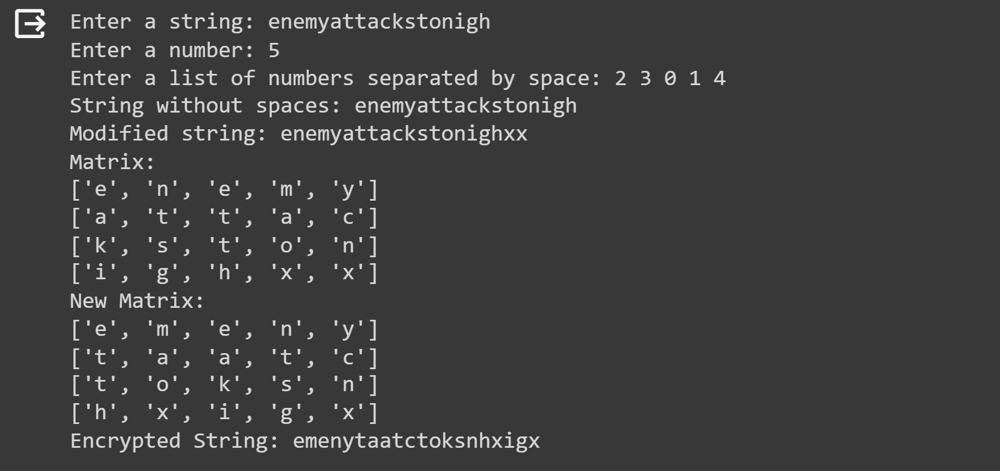 Enter a string: enemyattackstonigh
Enter a number: 5
Enter a list of numbers separated by space: 2 3 0 1 4
String without spaces: enemyattackstonigh
Modified string: enemyattackstonighxx
Matrix:
['e', 'n', 'e', 'm', 'y']
['a', 't', 't', 'a', 'c']
['k', 's', 't', 'o', 'n']
['i', 'g', 'h', 'x', 'x']
New Matrix:
['e', 'm', 'e', 'n', 'y']
['t', 'a', 'a', 't', 'c']
['t', 'o', 'k', 's', 'n']
['h', 'x', 'i', 'g', 'x']
Encrypted String: emenytaatctoksnhxigx